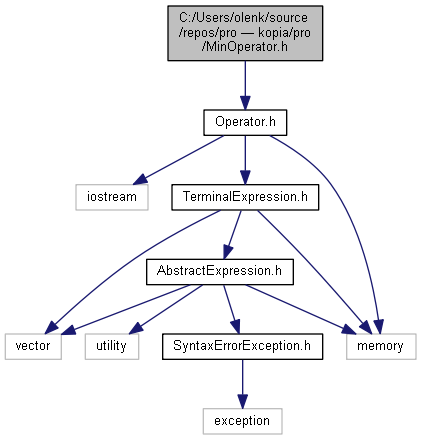 C:/Users/olenk/source
/repos/pro — kopia/pro
/MinOperator.h
Operator.h
iostream
TerminalExpression.h
AbstractExpression.h
vector
utility
SyntaxErrorException.h
memory
exception